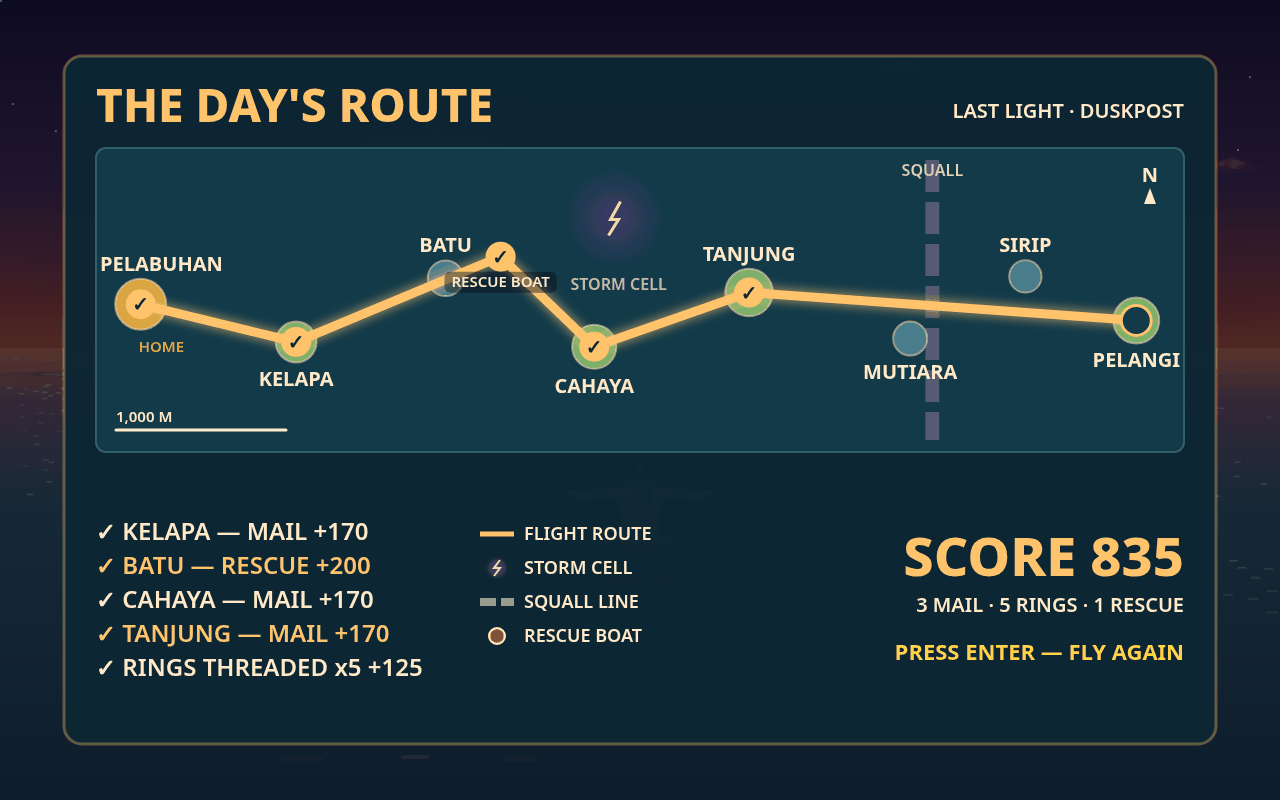 THE DAY'S ROUTE
LAST LIGHT · DUSKPOST
SQUALL
N
BATU
TANJUNG
SIRIP
PELABUHAN
RESCUE BOAT
STORM CELL
HOME
KELAPA
CAHAYA
MUTIARA
PELANGI
1,000 M
✓ KELAPA — MAIL +170
✓ BATU — RESCUE +200
✓ CAHAYA — MAIL +170
✓ TANJUNG — MAIL +170
✓ RINGS THREADED x5 +125
FLIGHT ROUTE
STORM CELL
SQUALL LINE
RESCUE BOAT
SCORE 835
3 MAIL · 5 RINGS · 1 RESCUE
PRESS ENTER — FLY AGAIN